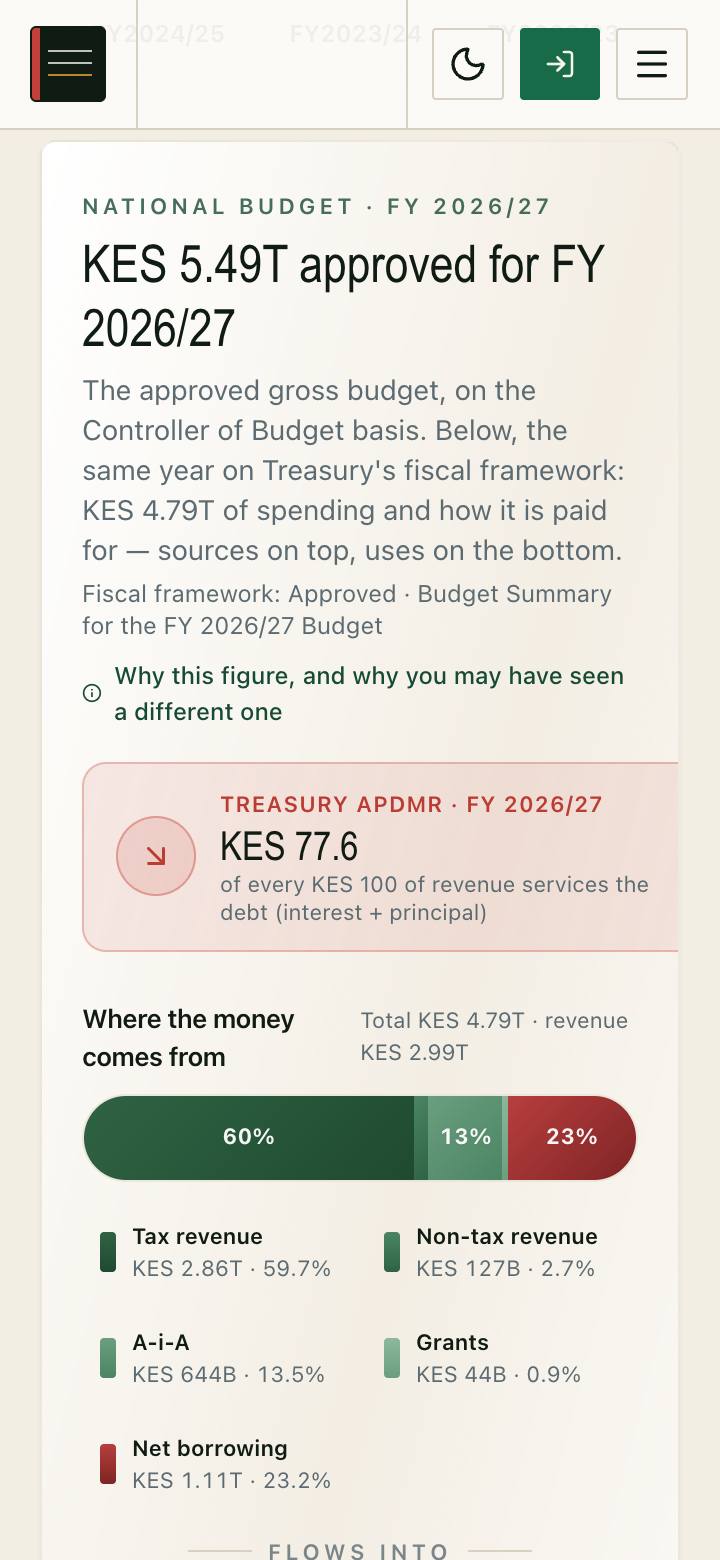 FY2024/25 FY2023/24 FY2022/23
NATIONAL BUDGET · FY 2026/27
KES 5.49T approved for FY
2026/27
The approved gross budget, on the
Controller of Budget basis. Below, the
same year on Treasury's fiscal framework:
KES 4.79T of spending and how it is paid
for — sources on top, uses on the bottom.
Fiscal framework: Approved · Budget Summary
for the FY 2026/27 Budget
Why this figure, and why you may have seen
a different one
TREASURY APDMR · FY 2026/27
KES 77.6
of every KES 100 of revenue services the
debt (interest + principal)
Where the money
comes from
Total KES 4.79T · revenue
KES 2.99T
60% 13% 23%
Tax revenue
KES 2.86T · 59.7%
Non-tax revenue
KES 127B · 2.7%
A-i-A
KES 644B · 13.5%
Grants
KES 44B · 0.9%
Net borrowing
KES 1.11T · 23.2%
FLOWS INTO